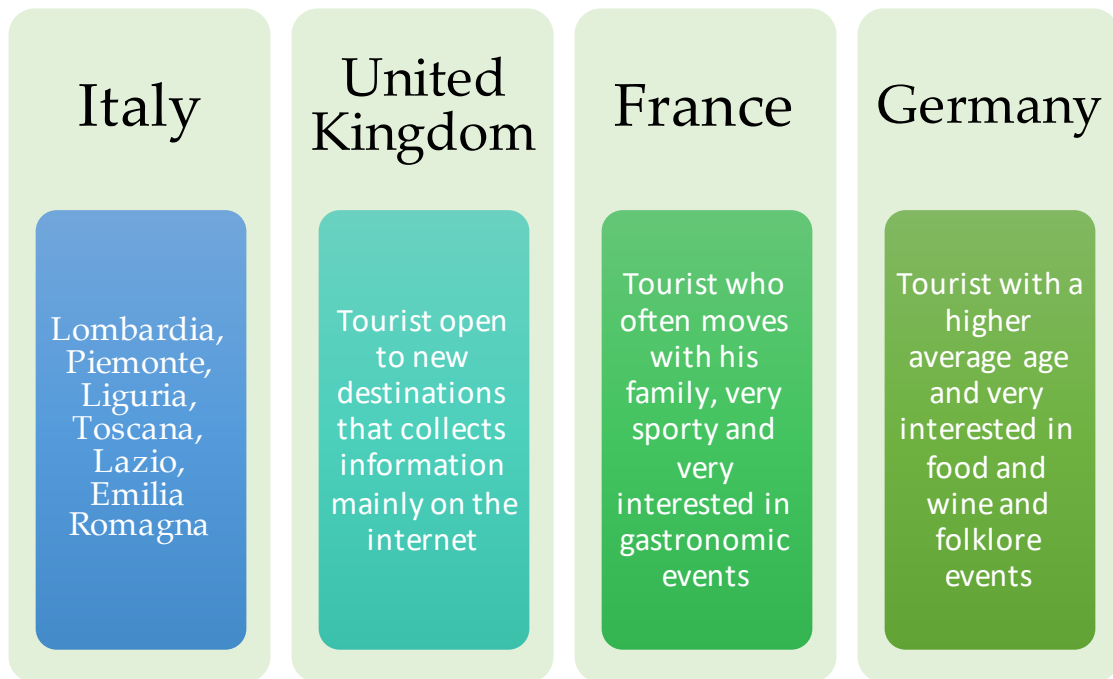 Italy
Lombardia,
Piemonte,
Liguria,
Toscana,
Lazio,
Emilia
Romagna
United
Kingdom
Tourist open
to new
destinations
that collects
information
mainly on the
internet
France
Tourist who
often moves
with his
family, very
sporty and
very
interested in
gastronomic
events
Germany
Tourist with a
higher
average age
and very
interested in
food and
wine and
folklore
events